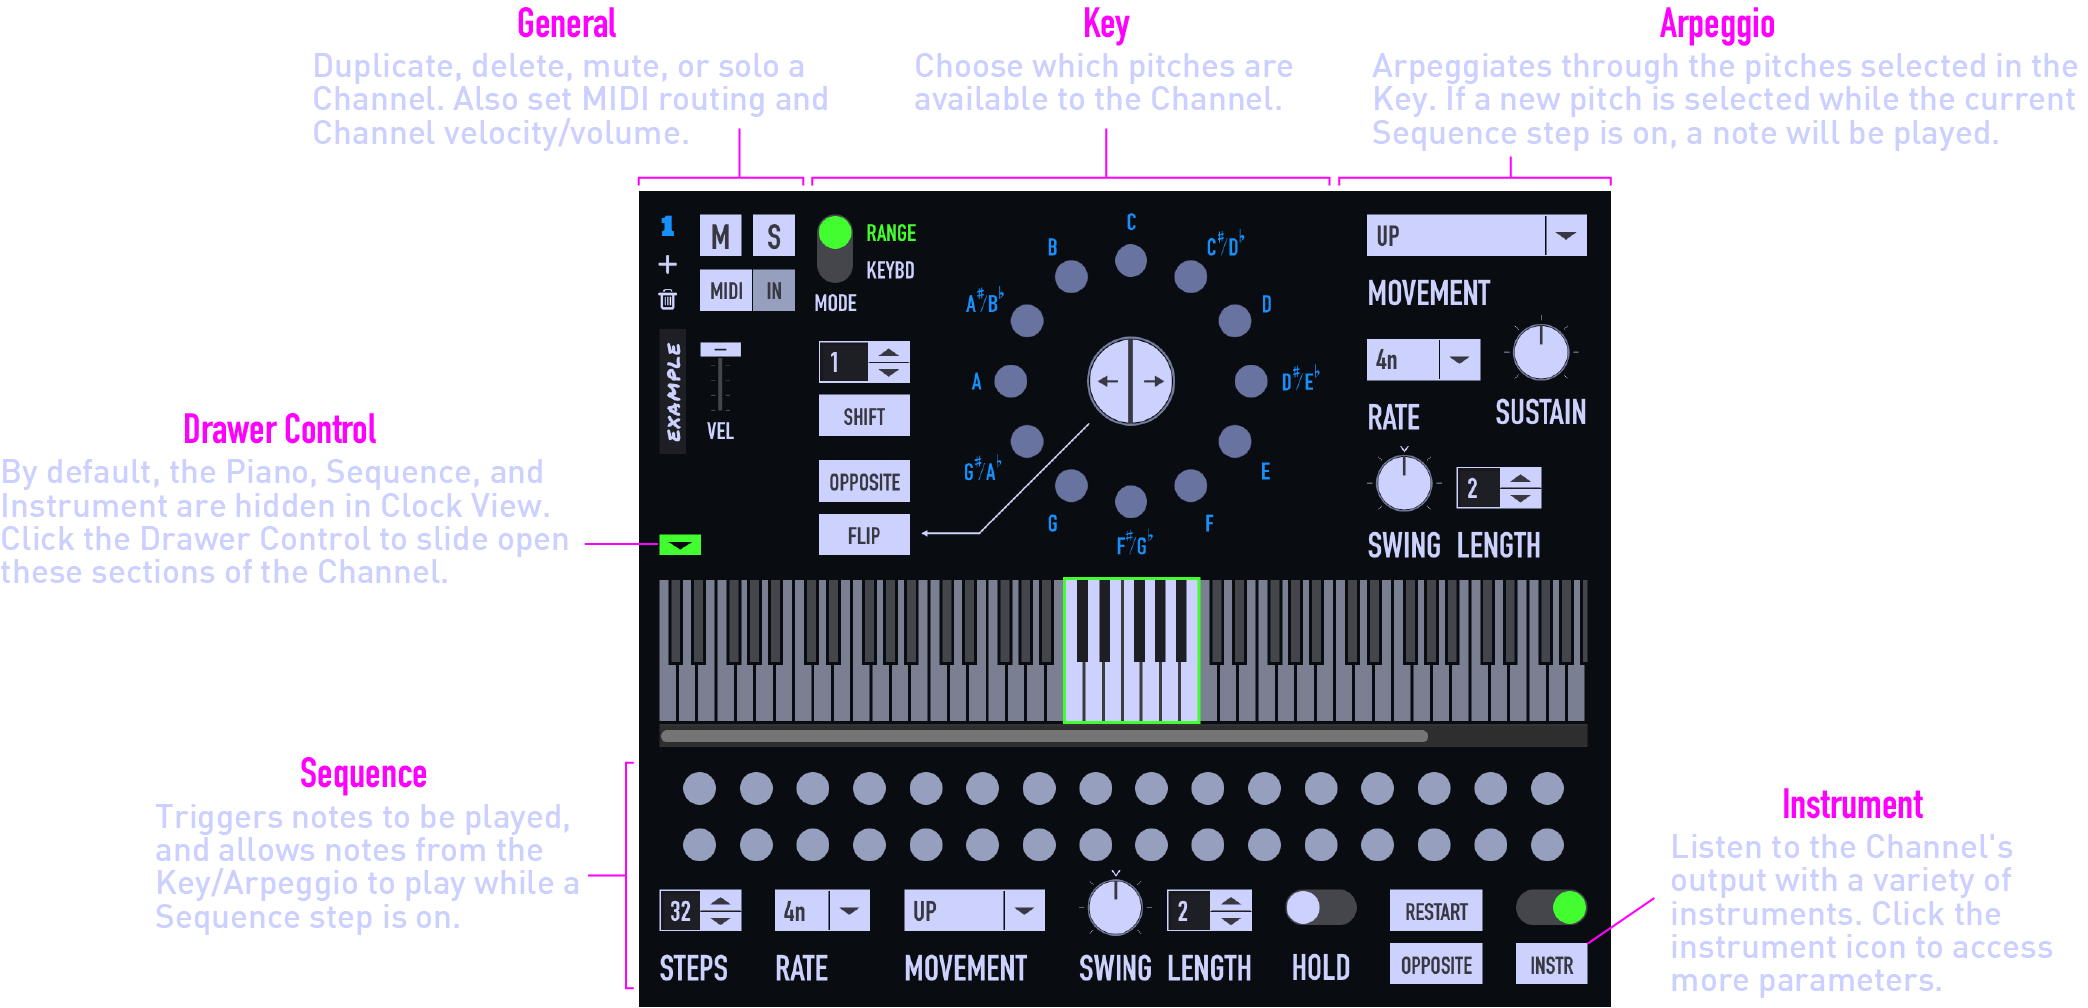 General
Duplicate, delete, mute, or solo a
Channel. Also set MIDI routing and
Channel velocity/volume.
Key
Choose which pitches are
available to the Channel.
Arpeggio
Arpeggiates through the pitches selected in the
Key. If a new pitch is selected while the current
Sequence step is on, a note will be played.
1
M S
MIDI IN
EXAMPLE
VEL
RANGE
KEYBD
MODE
1
SHIFT
OPPOSITE
FLIP
C
C♯/D♭
D
D♯/E♭
E
F
F♯/G♭
G
G♯/A♭
A
A♯/B♭
B
UP
MOVEMENT
4n
RATE
SUSTAIN
2
SWING LENGTH
Drawer Control
By default, the Piano, Sequence, and
Instrument are hidden in Clock View.
Click the Drawer Control to slide open
these sections of the Channel.
Sequence
Triggers notes to be played,
and allows notes from the
Key/Arpeggio to play while a
Sequence step is on.
32 4n UP 2 RESTART
STEPS RATE MOVEMENT SWING LENGTH HOLD OPPOSITE INSTR
Instrument
Listen to the Channel's
output with a variety of
instruments. Click the
instrument icon to access
more parameters.